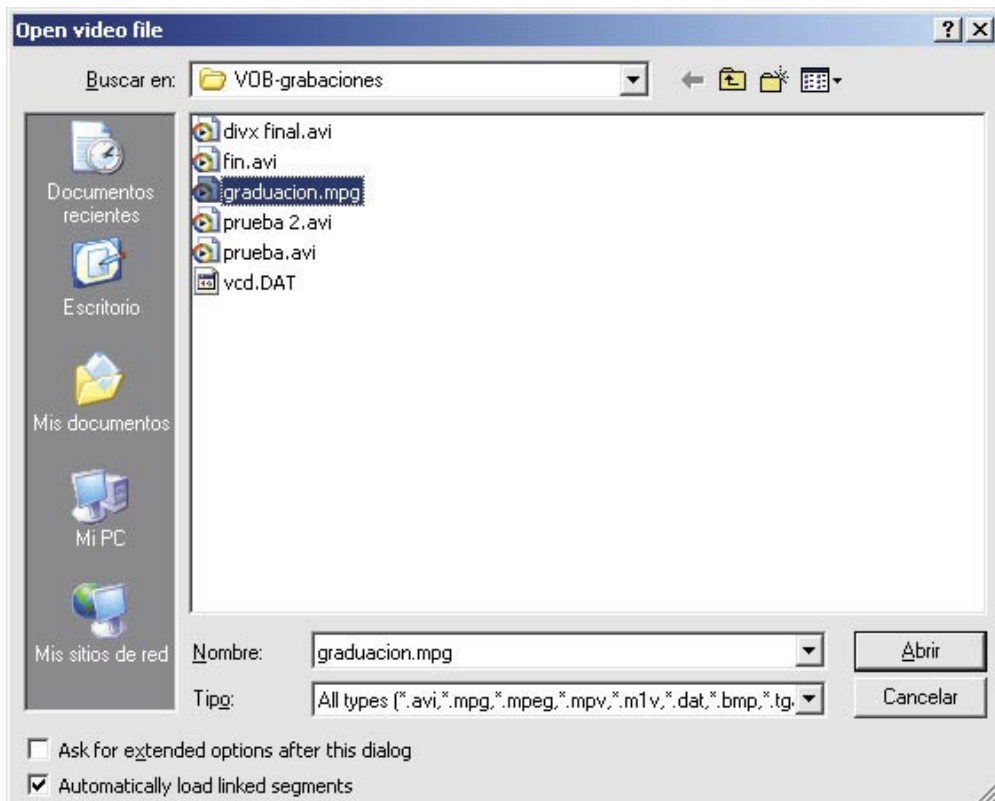 Open video file
Buscar en: VOB-grabaciones
Documentos
recientes
Escritorio
Mis documentos
Mi PC
Mis sitios de red
divx final.avi
fin.avi
graduacion.mpg
prueba 2.avi
prueba.avi
vcd.DAT
Nombre: graduacion.mpg Abrir
Tipo: All types (*.avi,*.mpg,*.mpeg,*.mpv,*.m1v,*.dat,*.bmp,*.tg. Cancelar
Ask for extended options after this dialog
Automatically load linked segments